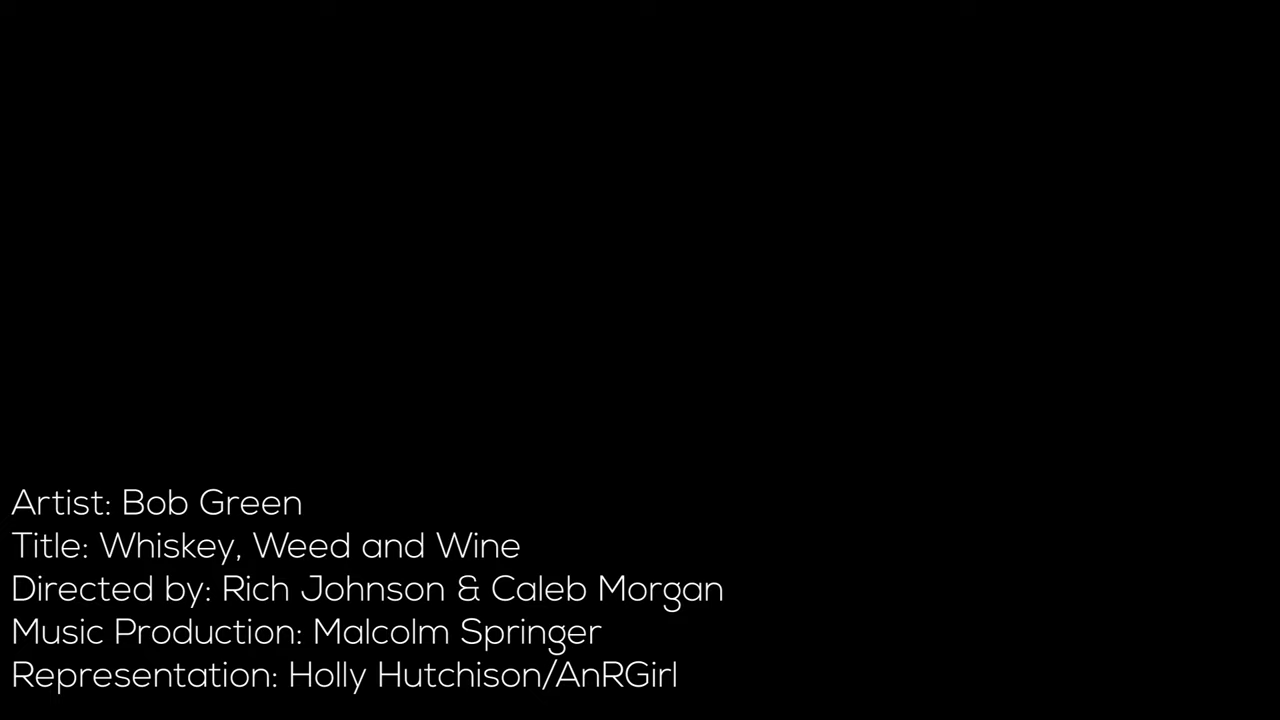 Artist: Bob Green
Title: Whiskey, Weed and Wine
Directed by: Rich Johnson & Caleb Morgan
Music Production: Malcolm Springer
Representation: Holly Hutchison/AnRGirl